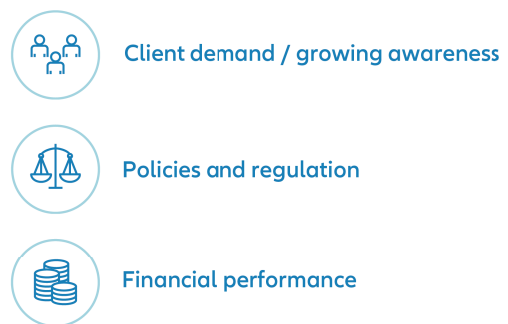 Client demand / growing awareness
Policies and regulation
Financial performance